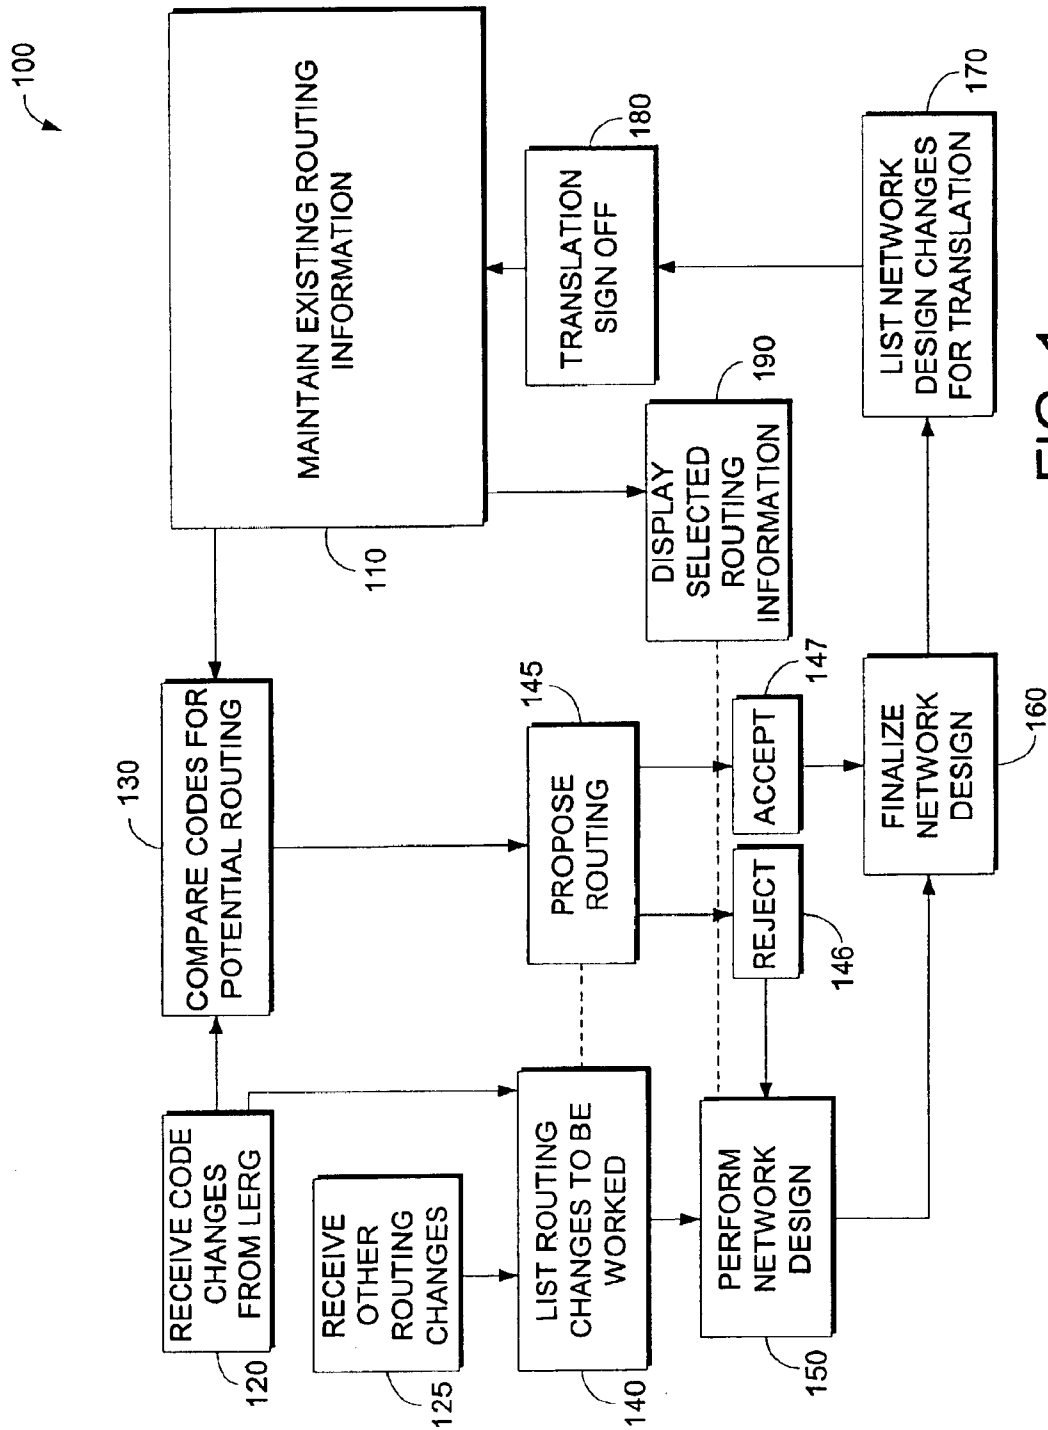 100
RECEIVE CODE
CHANGES
FROM LERG
120
130
COMPARE CODES FOR
POTENTIAL ROUTING
MAINTAIN EXISTING ROUTING
INFORMATION
110
RECEIVE
OTHER
ROUTING
CHANGES
125
LIST ROUTING
CHANGES TO BE
WORKED
140
PROPOSE
ROUTING
145
TRANSLATION
SIGN OFF
180
DISPLAY
SELECTED
ROUTING
INFORMATION
190
PERFORM
NETWORK
DESIGN
150
REJECT
146
ACCEPT
147
FINALIZE
NETWORK
DESIGN
160
LIST NETWORK
DESIGN CHANGES
FOR TRANSLATION
170
FIG. 1